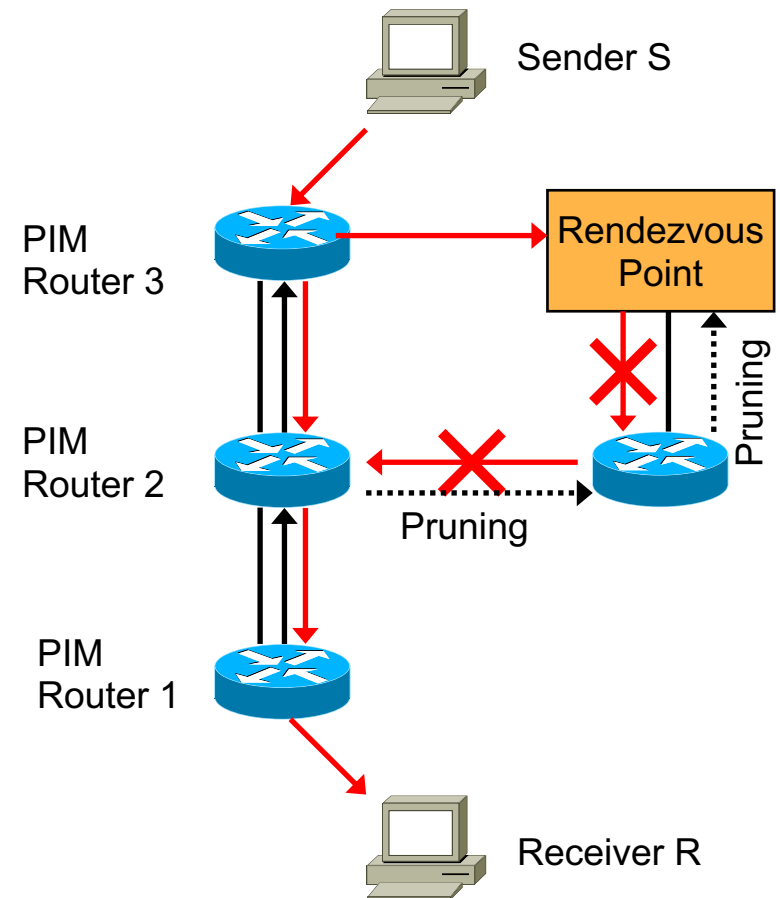 Sender S
PIM
Router 3
Rendezvous
Point
Pruning
PIM
Router 2
Pruning
PIM
Router 1
Receiver R